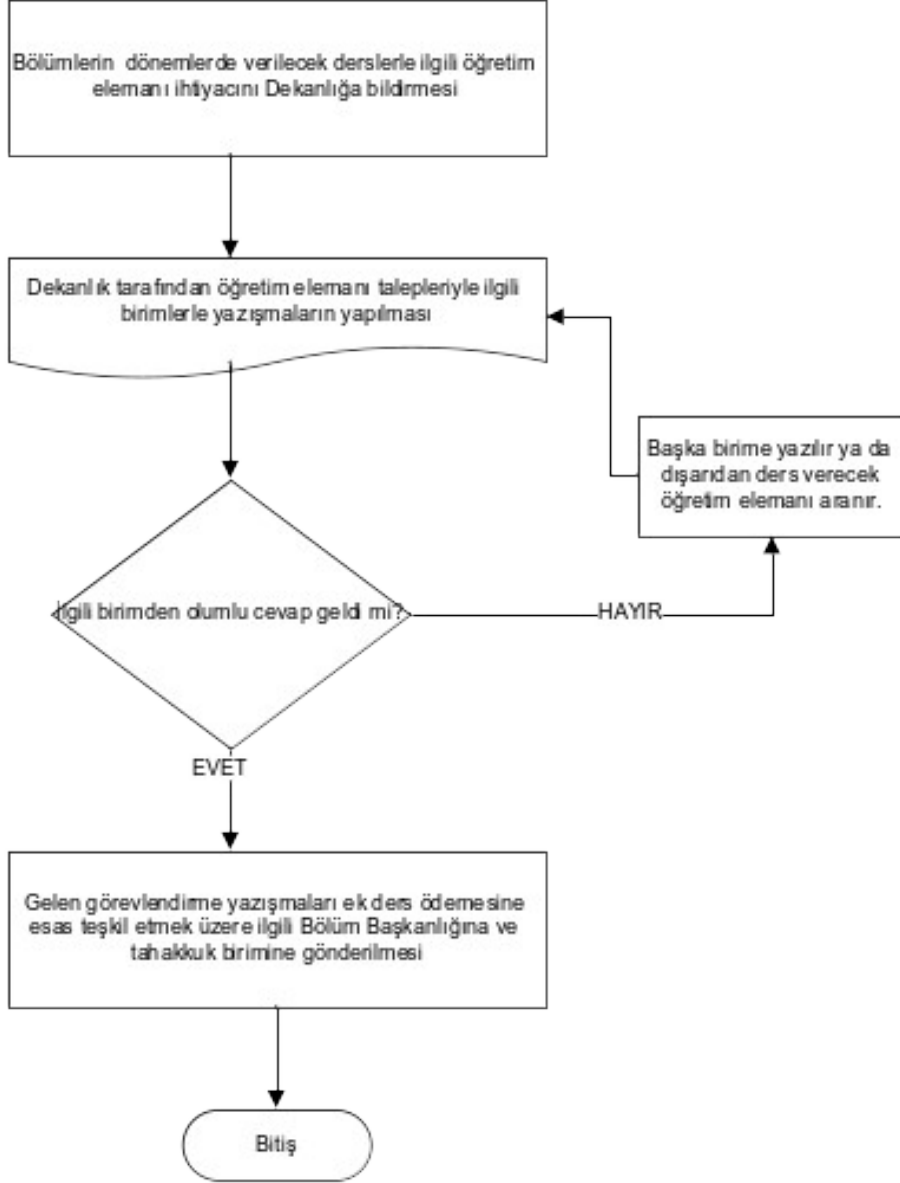 Bölümlerin dönemlerde verilecek derslerle ilgili öğretim
elemanı ihtiyacını Dekanlığa bildirmesi
Dekanlık tarafından öğretim elemanı talepleriyle ilgili
birimlerle yazışmaların yapılması
Başka birime yazılır ya da
dışarıdan ders verecek
öğretim elemanı aranır.
İlgili birimden olumlu cevap geldi mi?
HAYIR
EVET
Gelen görevlendirme yazışmaları ek ders ödemesine
esas teşkil etmek üzere ilgili Bölüm Başkanlığına ve
tahakkuk birimine gönderilmesi
Bitiş